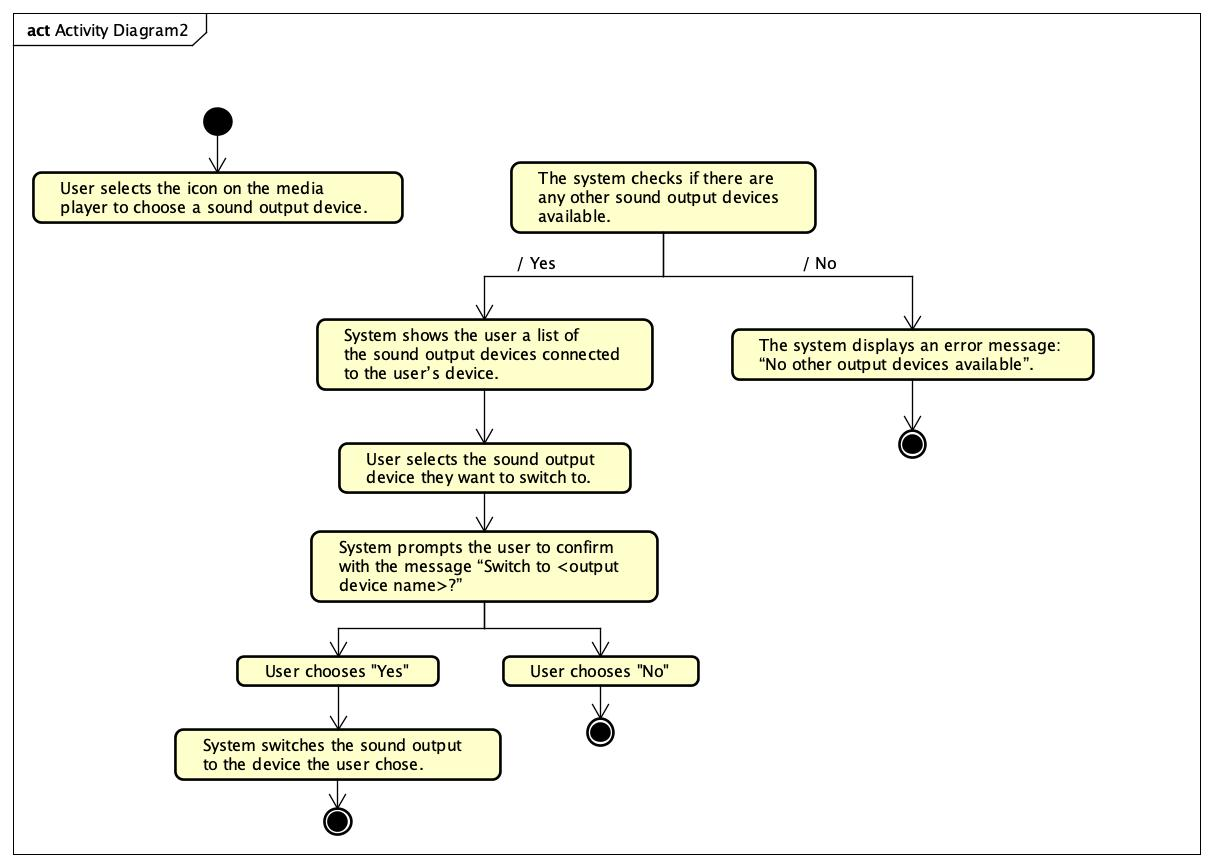 act Activity Diagram2
User selects the icon on the media
player to choose a sound output device.
The system checks if there are
any other sound output devices
available.
/ Yes
/ No
System shows the user a list of
the sound output devices connected
to the user’s device.
The system displays an error message:
“No other output devices available”.
User selects the sound output
device they want to switch to.
System prompts the user to confirm
with the message “Switch to <output
device name>?”
User chooses "Yes"
User chooses "No"
System switches the sound output
to the device the user chose.